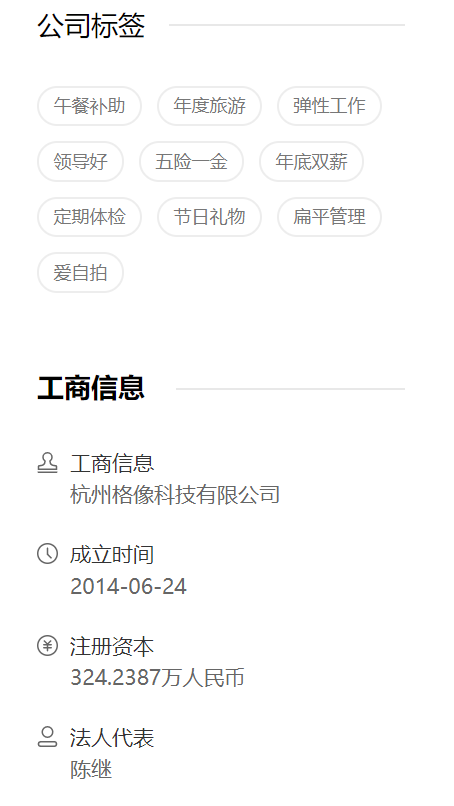 公司标签
午餐补助 年度旅游 弹性工作
领导好 五险一金 年底双薪
定期体检 节日礼物 扁平管理
爱自拍
工商信息
工商信息
杭州格像科技有限公司
成立时间
2014-06-24
注册资本
324.2387万人民币
法人代表
陈继